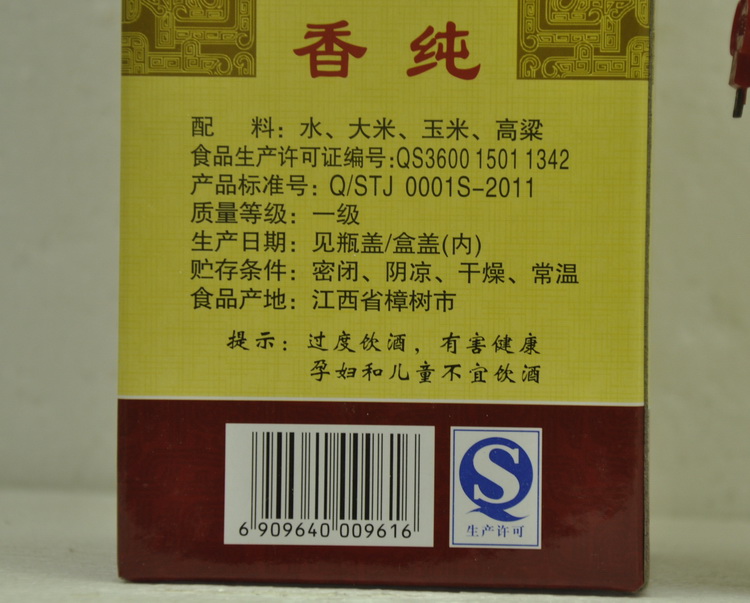 香纯
配 料：水、大米、玉米、高粱
食品生产许可证编号：QS3600 1501 1342
产品标准号：Q/STJ 0001S-2011
质量等级：一级
生产日期：见瓶盖/盒盖(内)
贮存条件：密闭、阴凉、干燥、常温
食品产地：江西省樟树市
提示：过度饮酒，有害健康
孕妇和儿童不宜饮酒
6 909640 009616
S
生产许可